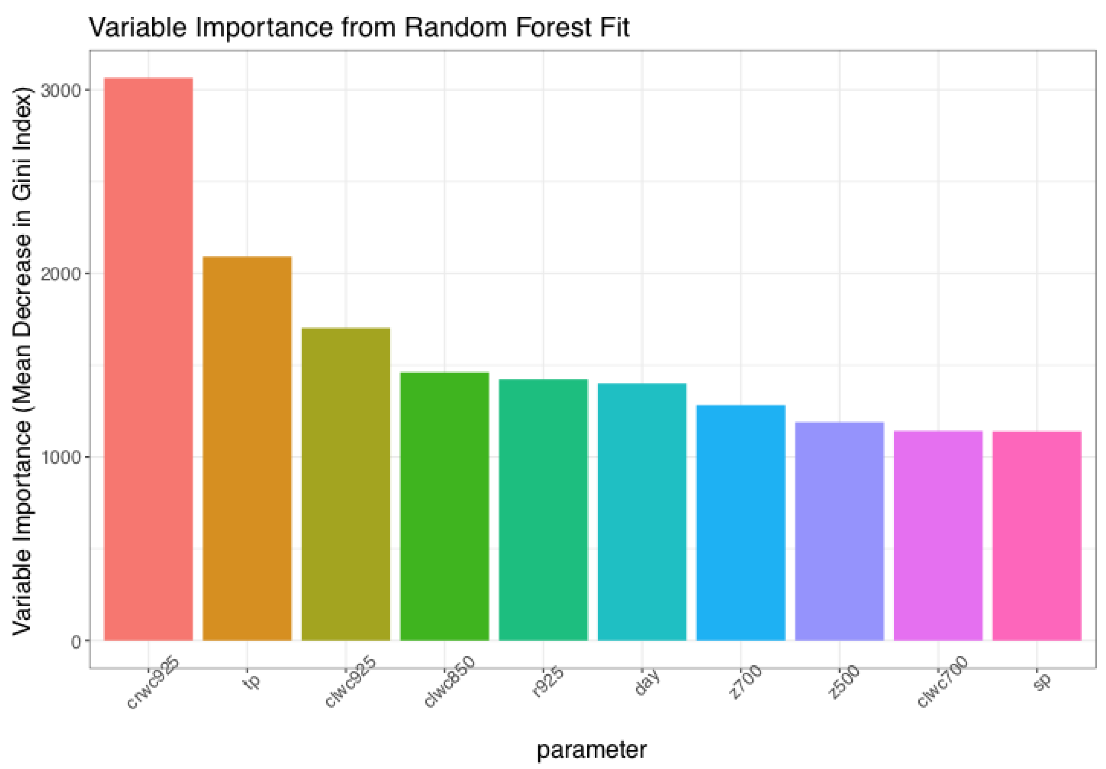 Variable Importance from Random Forest Fit
Variable Importance (Mean Decrease in Gini Index)
3000
2000
1000
0
crwc925
tp
clwc925
clwc850
r925
day
z700
z500
clwc700
sp
parameter